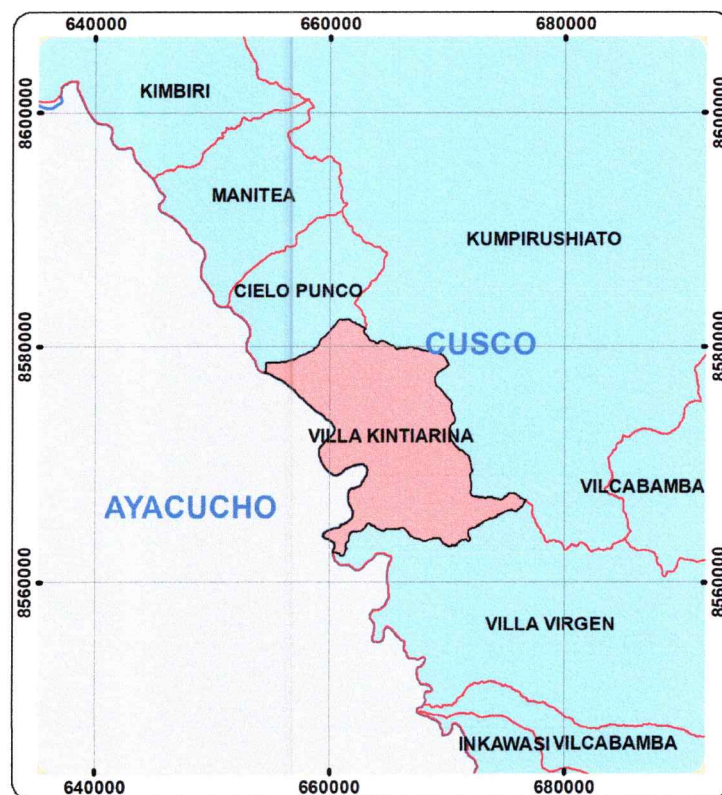 640000 660000 680000
KIMBIRI
8600000 8600000
MANITEA
KUMPIRUSHIATO
CIELO PUNCO
CUSCO
8580000 8580000
VILLA KINTIARINA
VILCABAMBA
AYACUCHO
8560000 8560000
VILLA VIRGEN
INKAWASI VILCABAMBA
640000 660000 680000